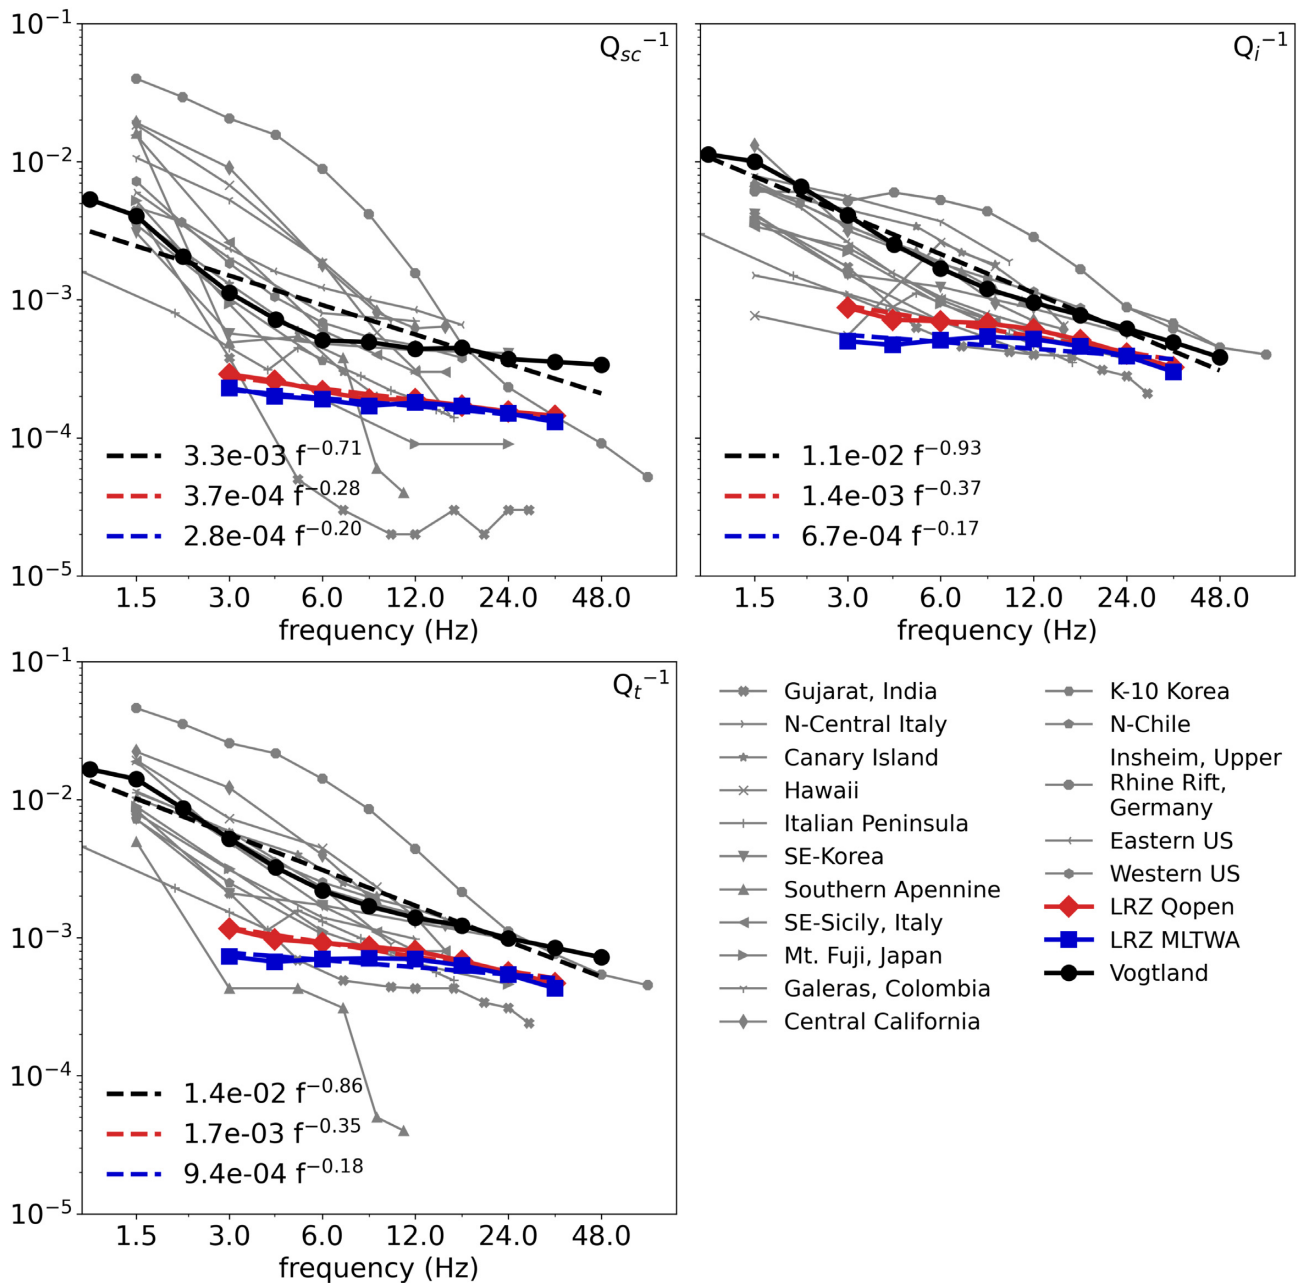 Q_sc^−1
10^−1
10^−2
10^−3
10^−4
10^−5
3.3e-03 f^−0.71
3.7e-04 f^−0.28
2.8e-04 f^−0.20
1.5 3.0 6.0 12.0 24.0 48.0
frequency (Hz)
Q_i^−1
1.1e-02 f^−0.93
1.4e-03 f^−0.37
6.7e-04 f^−0.17
1.5 3.0 6.0 12.0 24.0 48.0
frequency (Hz)
Q_t^−1
10^−1
10^−2
10^−3
10^−4
10^−5
1.4e-02 f^−0.86
1.7e-03 f^−0.35
9.4e-04 f^−0.18
1.5 3.0 6.0 12.0 24.0 48.0
frequency (Hz)
Gujarat, India
N-Central Italy
Canary Island
Hawaii
Italian Peninsula
SE-Korea
Southern Apennine
SE-Sicily, Italy
Mt. Fuji, Japan
Galeras, Colombia
Central California
K-10 Korea
N-Chile
Insheim, Upper
Rhine Rift,
Germany
Eastern US
Western US
LRZ Qopen
LRZ MLTWA
Vogtland